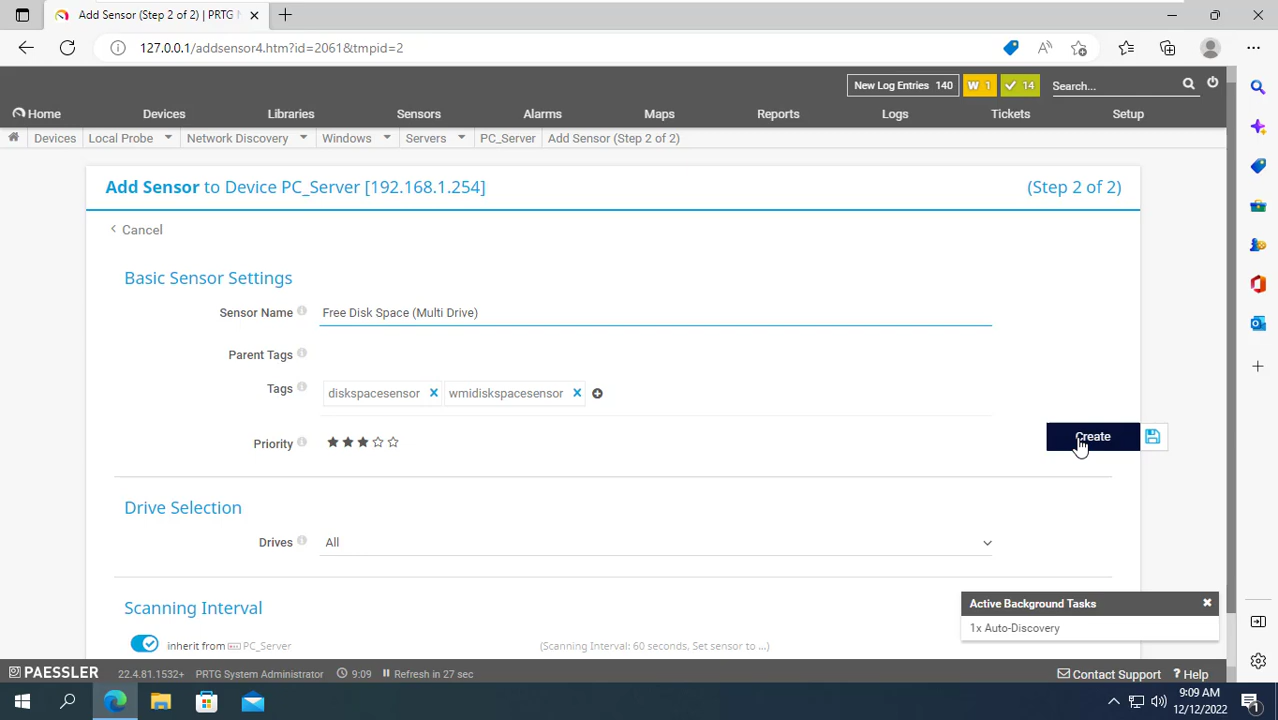 Add Sensor (Step 2 of 2) | PRTG
127.0.0.1/addsensor4.htm?id=2061&tmpid=2
New Log Entries 140
W 1
14
Search...
Home
Devices
Libraries
Sensors
Alarms
Maps
Reports
Logs
Tickets
Setup
Devices
Local Probe
Network Discovery
Windows
Servers
PC_Server
Add Sensor (Step 2 of 2)
Add Sensor to Device PC_Server [192.168.1.254]
(Step 2 of 2)
< Cancel
Basic Sensor Settings
Sensor Name
Free Disk Space (Multi Drive)
Parent Tags
Tags
diskspacesensor
wmidiskspacesensor
Priority
Create
Drive Selection
Drives
All
Scanning Interval
inherit from PC_Server
(Scanning Interval: 60 seconds, Set sensor to ...)
Active Background Tasks
1x Auto-Discovery
PAESSLER
22.4.81.1532+
PRTG System Administrator
9:09
Refresh in 27 sec
Contact Support
? Help
9:09 AM
12/12/2022
1